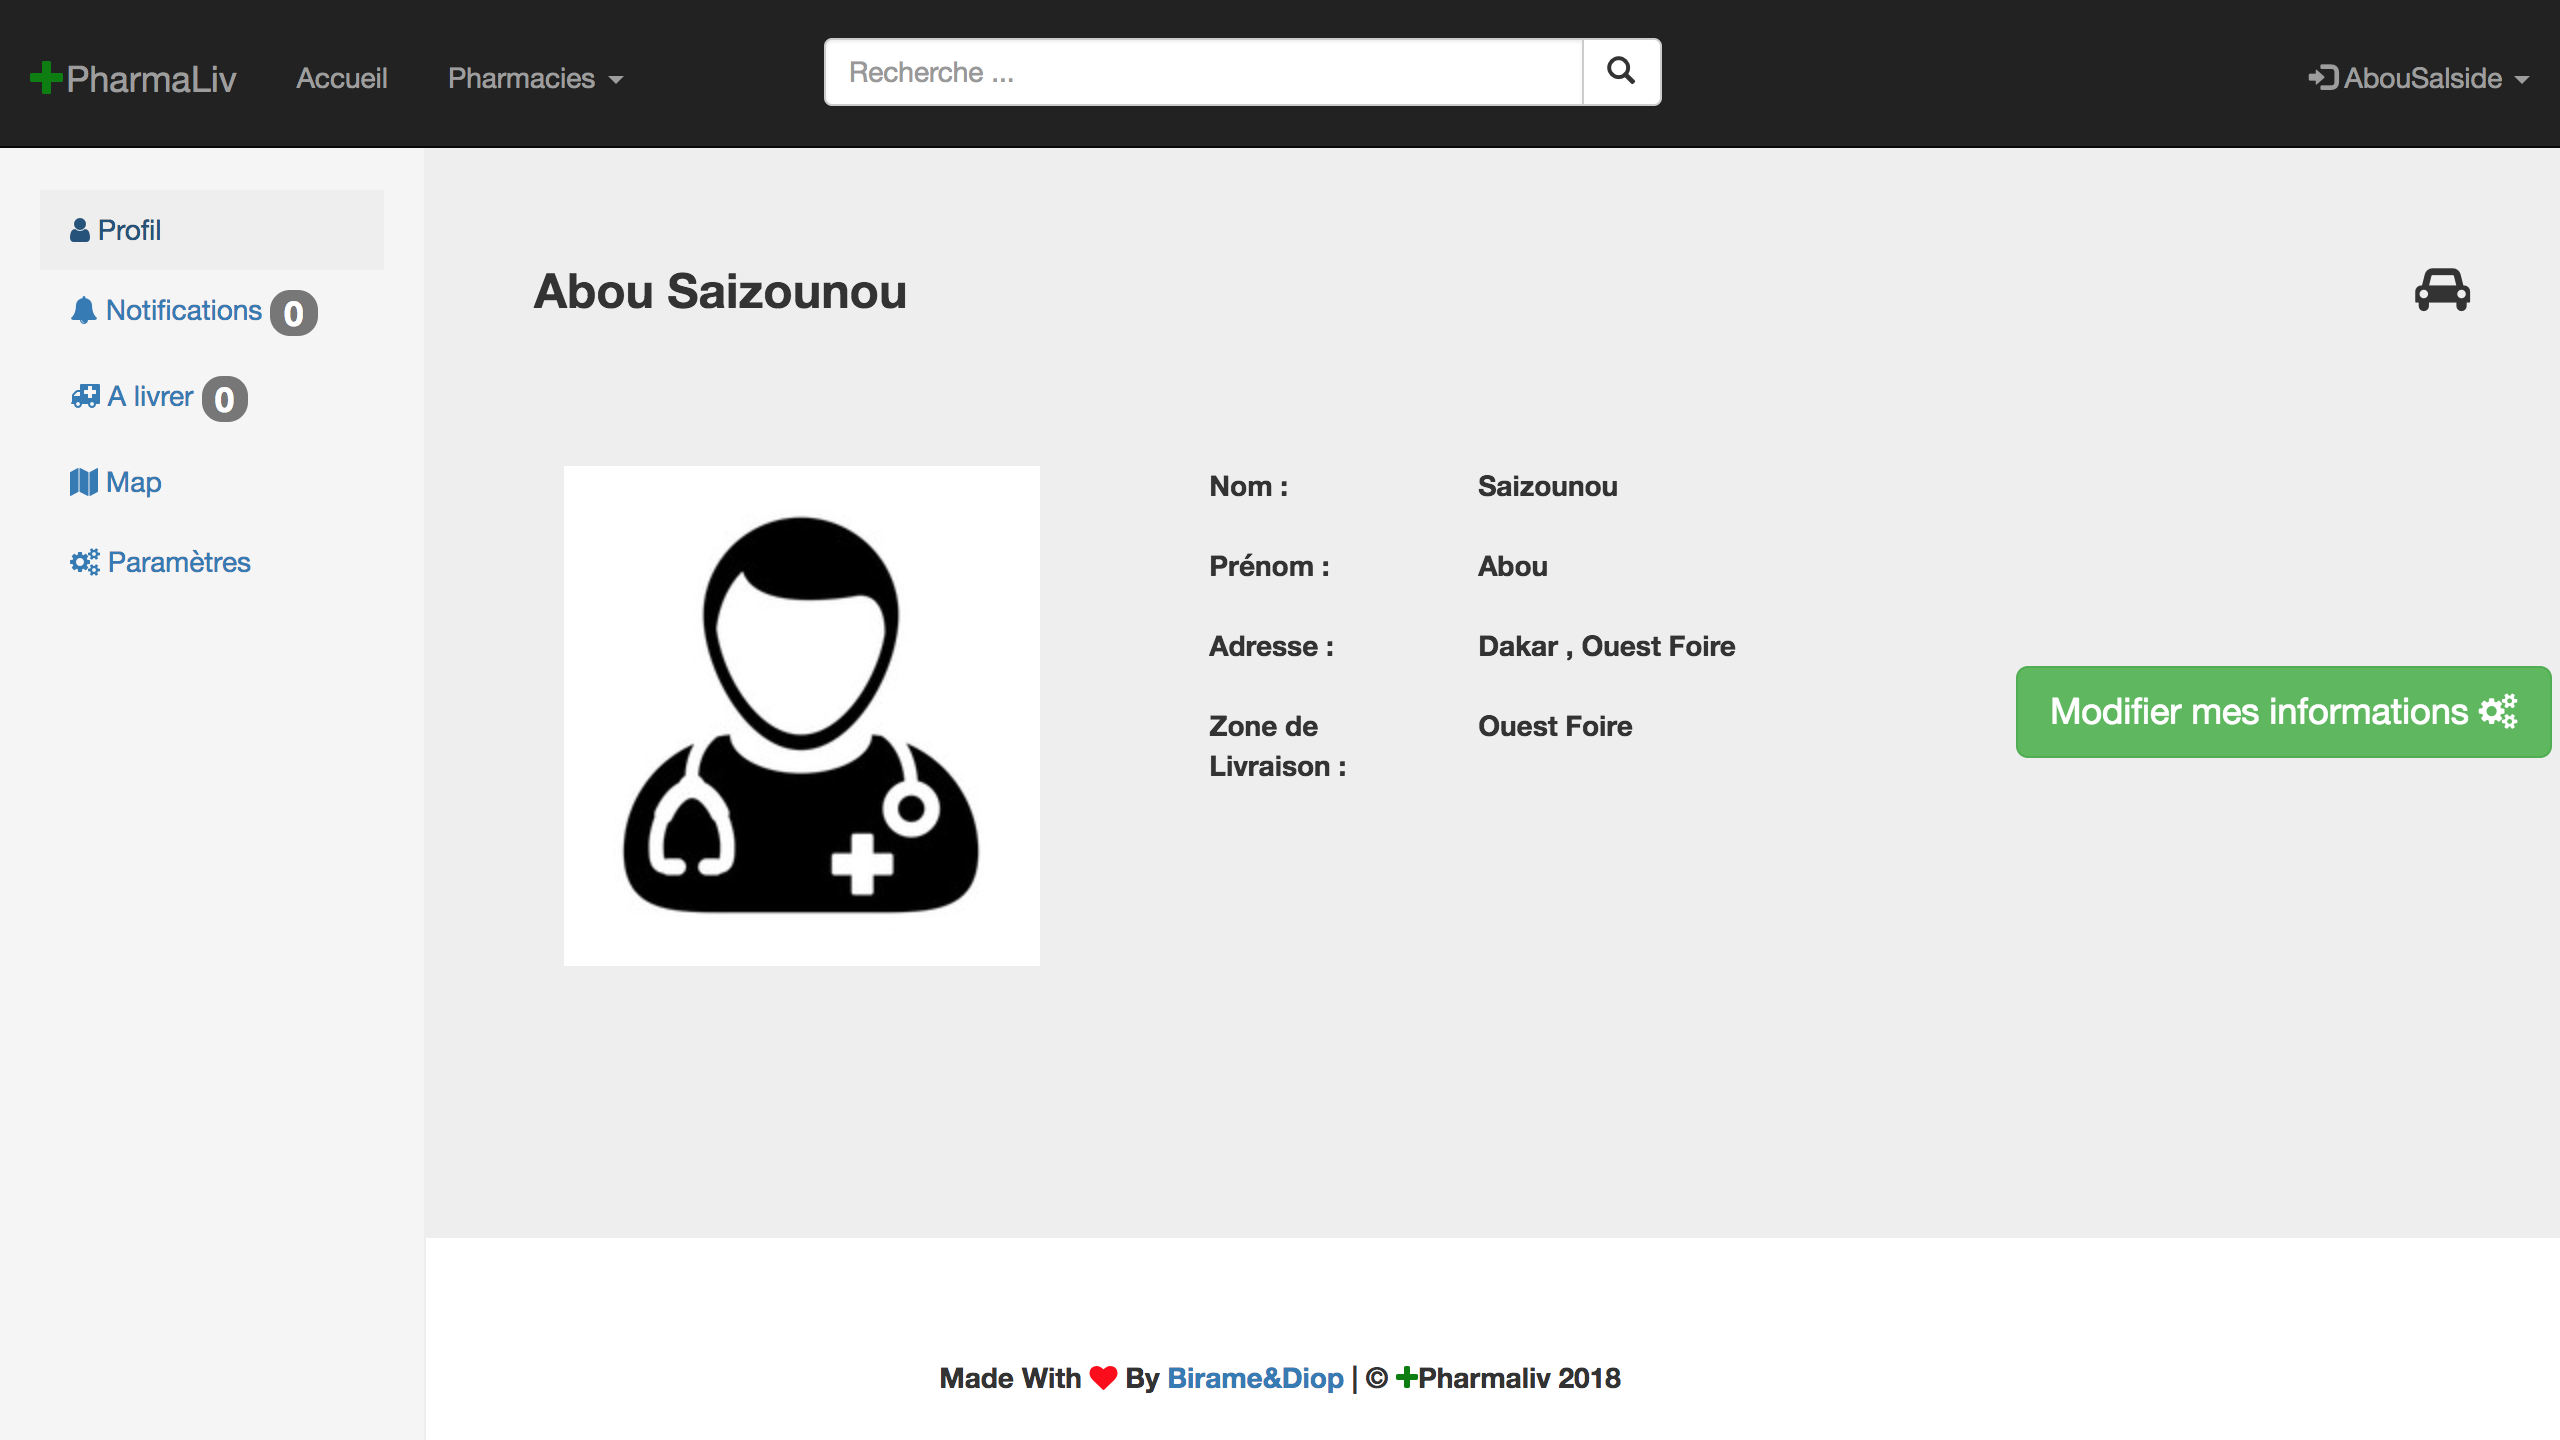 PharmaLiv Accueil Pharmacies Recherche ... AbouSalside
Profil
Notifications 0
A livrer 0
Map
Paramètres
Abou Saizounou
Nom : Saizounou
Prénom : Abou
Adresse : Dakar , Ouest Foire
Zone de Livraison : Ouest Foire
Modifier mes informations
Made With By Birame&Diop | © Pharmaliv 2018